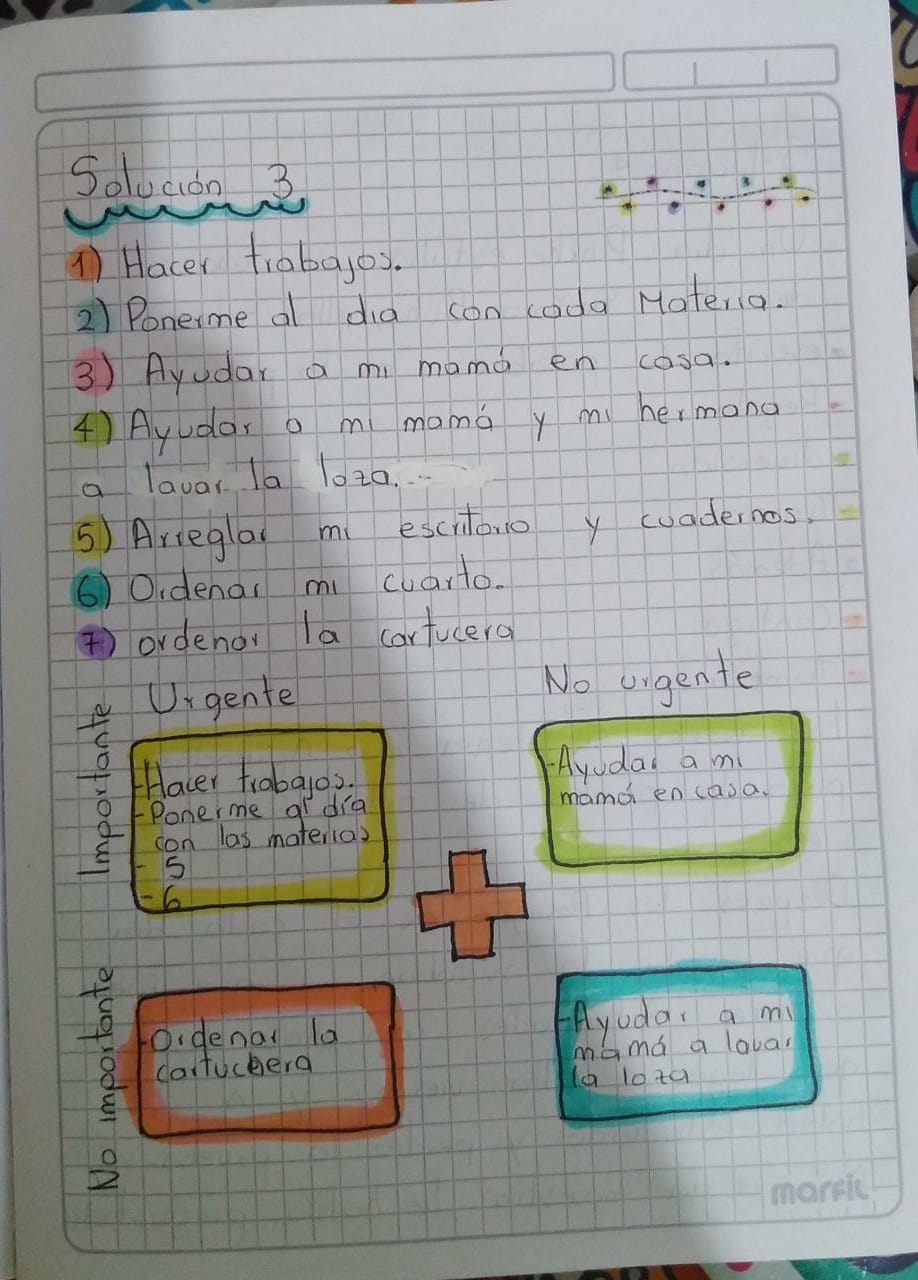 Solución 3
1) Hacer trabajos.
2) Ponerme al dia con cada Materia.
3) Ayudar a mi mamá en casa.
4) Ayudar a mi mamá y mi hermana
a lavar la loza.
5) Arreglar mi escritorio y cuadernos.
6) Ordenar mi cuarto.
7) ordenar la cartucera
Urgente
No urgente
Importante
-Hacer trabajos.
-Ponerme al día
con las materias
- 5
- 6
-Ayudar a mi
mamá en casa.
No importante
-Ordenar la
cartuchera
-Ayudar a mi
mamá a lavar
la loza
marfil